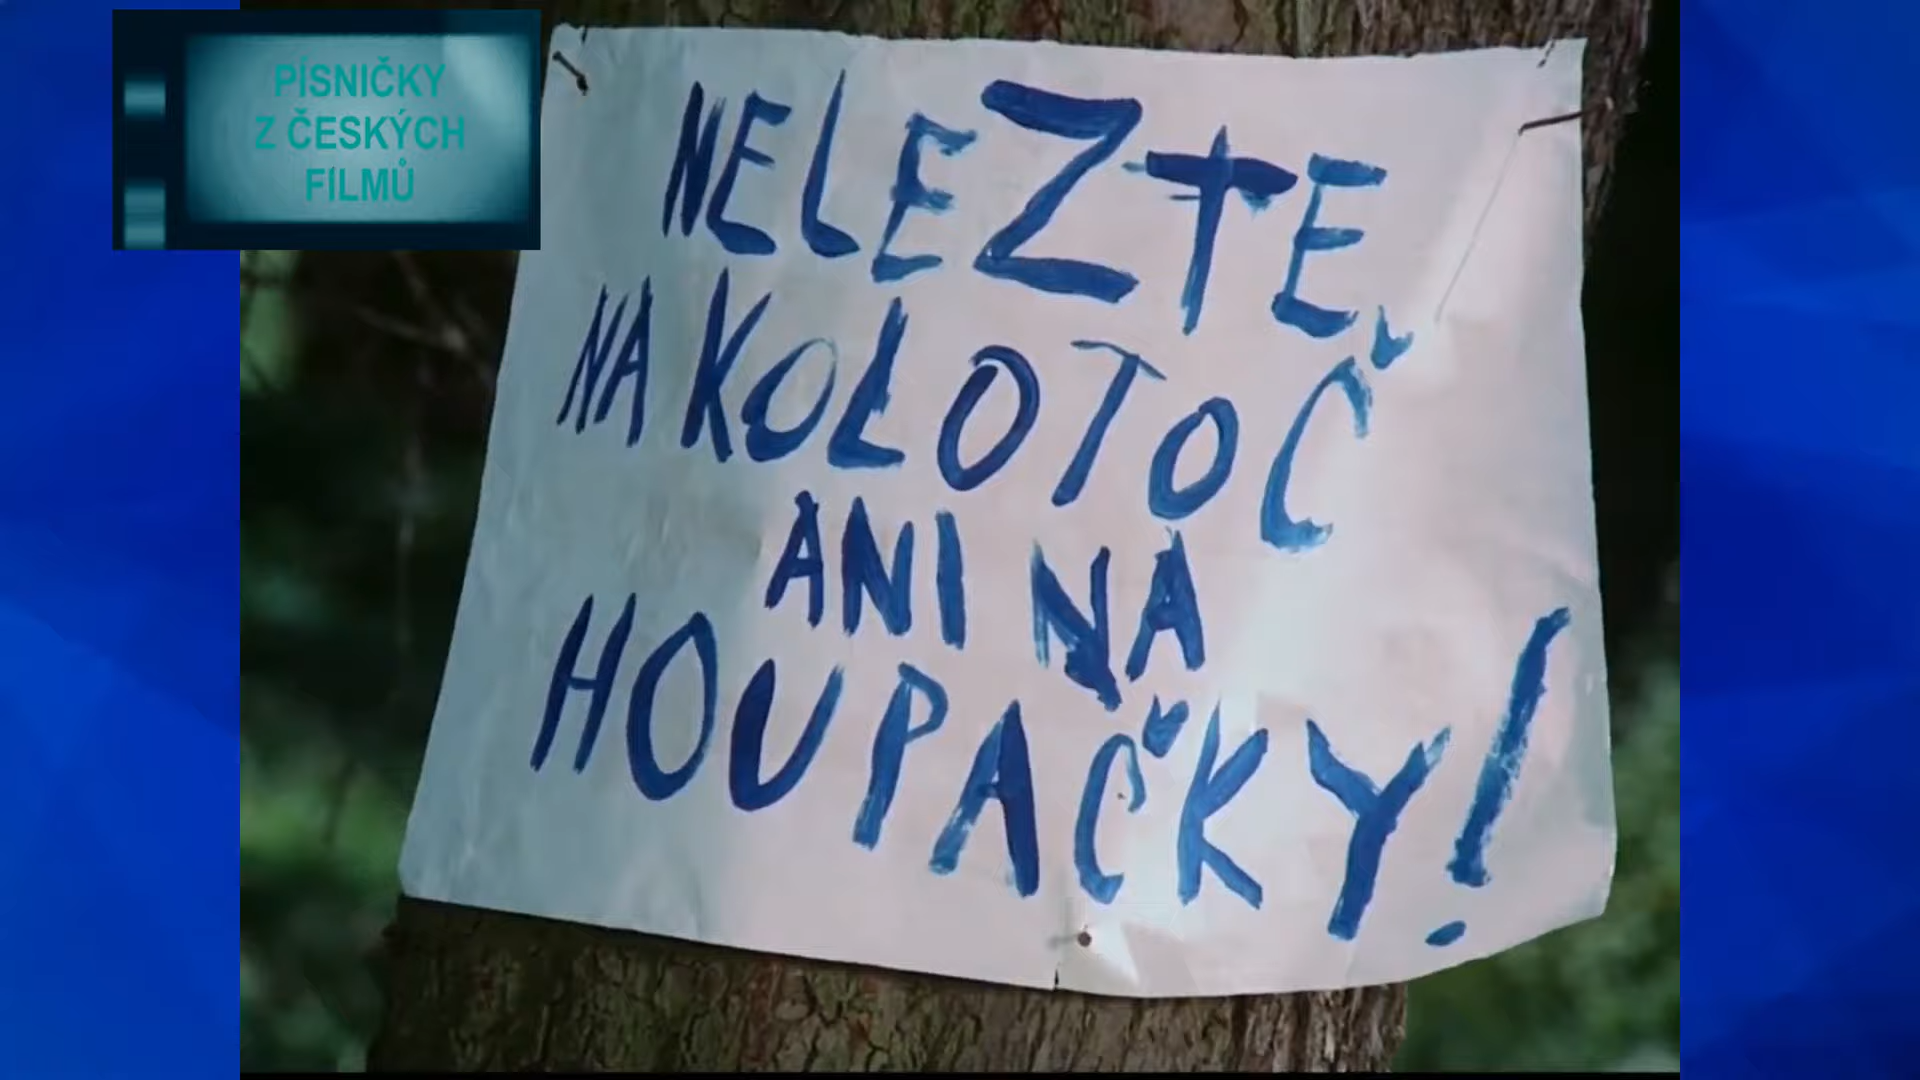 PÍSNIČKY
Z ČESKÝCH
FILMŮ
NELEZTE
NA KOLOTOČ
ANI NA
HOUPAČKY!